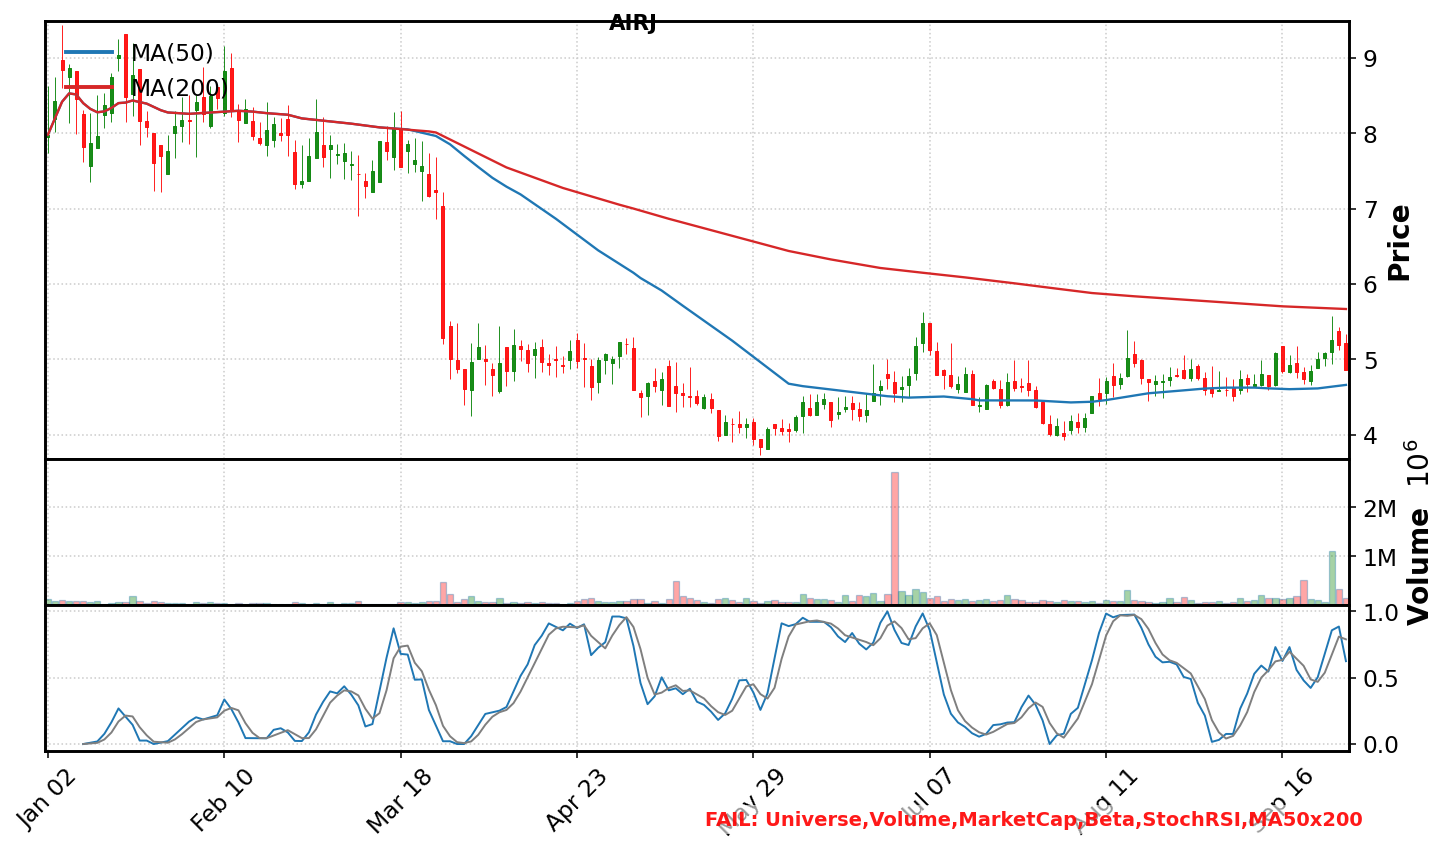 AIRJ
MA(50)
MA(200)
9
8
7
6
5
4
Price
10^6
2M
1M
Volume
1.0
0.5
0.0
Jan 02
Feb 10
Mar 18
Apr 23
May 29
Jul 07
Aug 11
Sep 16
FAIL: Universe,Volume,MarketCap,Beta,StochRSI,MA50x200